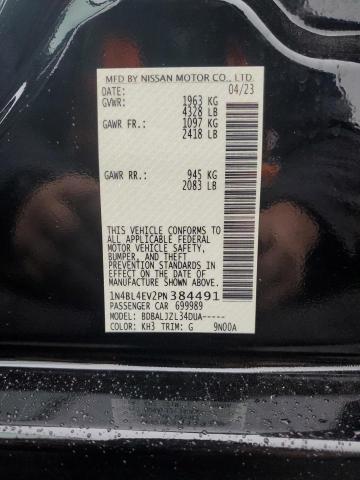 MFD BY NISSAN MOTOR CO., LTD.
DATE: 04/23
GVWR: 1963 KG
4328 LB
GAWR FR.: 1097 KG
2418 LB
GAWR RR.: 945 KG
2083 LB
THIS VEHICLE CONFORMS TO
ALL APPLICABLE FEDERAL
MOTOR VEHICLE SAFETY,
BUMPER, AND THEFT
PREVENTION STANDARDS IN
EFFECT ON THE DATE OF
MANUFACTURE SHOWN ABOVE.
1N4BL4EV2PN384491
PASSENGER CAR 699989
MODEL: BDBALJZL34DUA-----
COLOR: KH3 TRIM: G 9N00A